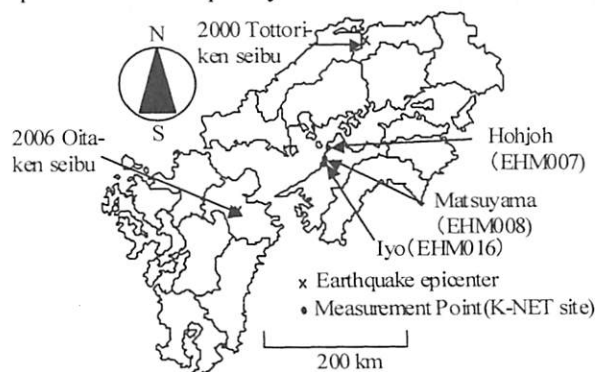 2000 Tottori-
ken seibu
N
S
2006 Oita-
ken seibu
Hohjoh
(EHM007)
Matsuyama
(EHM008)
Iyo(EHM016)
× Earthquake epicenter
• Measurement Point(K-NET site)
200 km